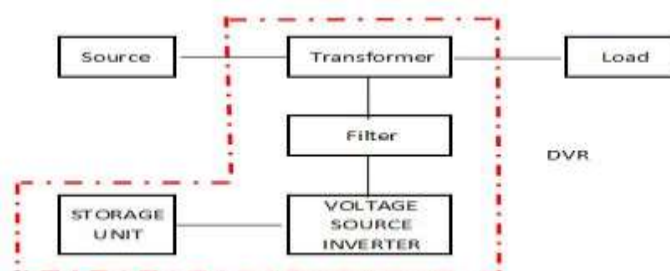 Source
Transformer
Load
Filter
DVR
STORAGE
UNIT
VOLTAGE
SOURCE
INVERTER